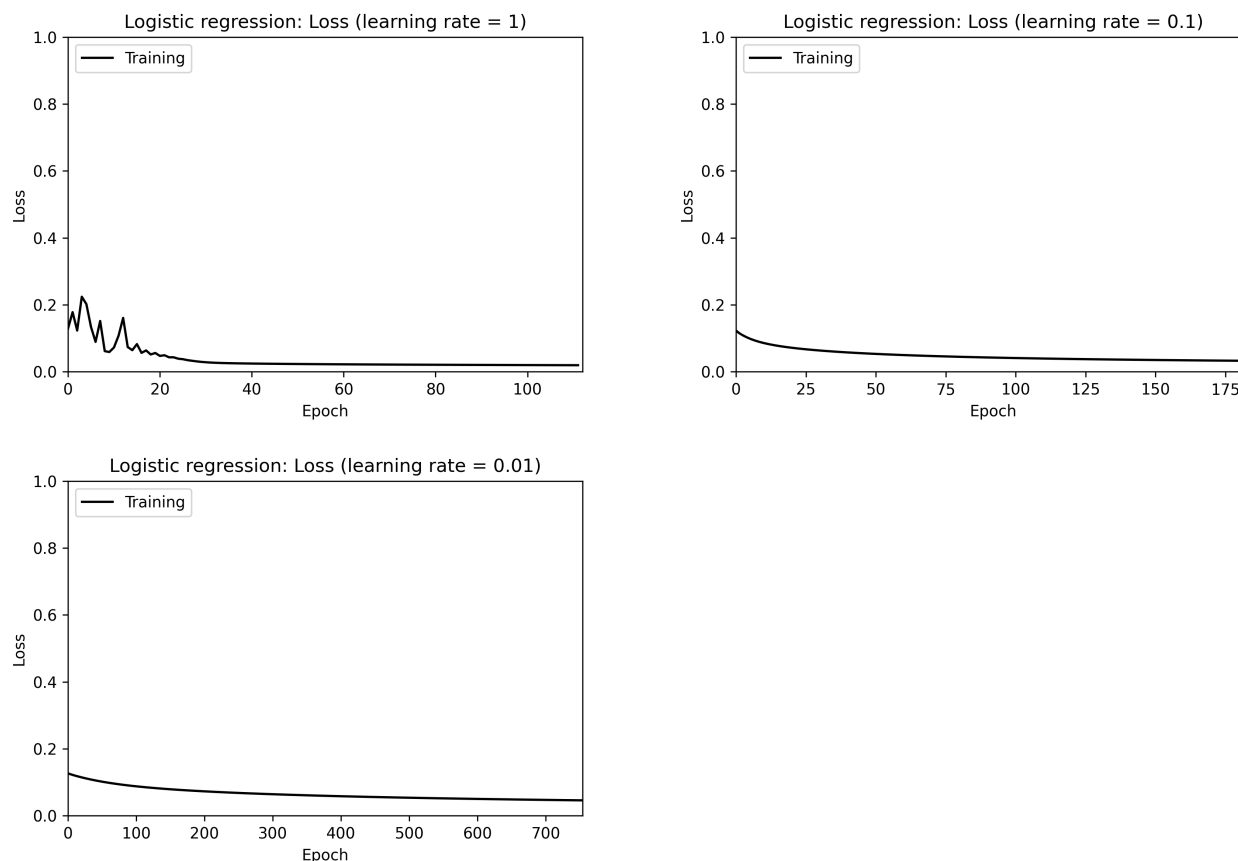 Logistic regression: Loss (learning rate = 1)
1.0
0.8
0.6
0.4
0.2
0.0
Loss
Training
0 20 40 60 80 100
Epoch
Logistic regression: Loss (learning rate = 0.1)
1.0
0.8
0.6
0.4
0.2
0.0
Loss
Training
0 25 50 75 100 125 150 175
Epoch
Logistic regression: Loss (learning rate = 0.01)
1.0
0.8
0.6
0.4
0.2
0.0
Loss
Training
0 100 200 300 400 500 600 700
Epoch